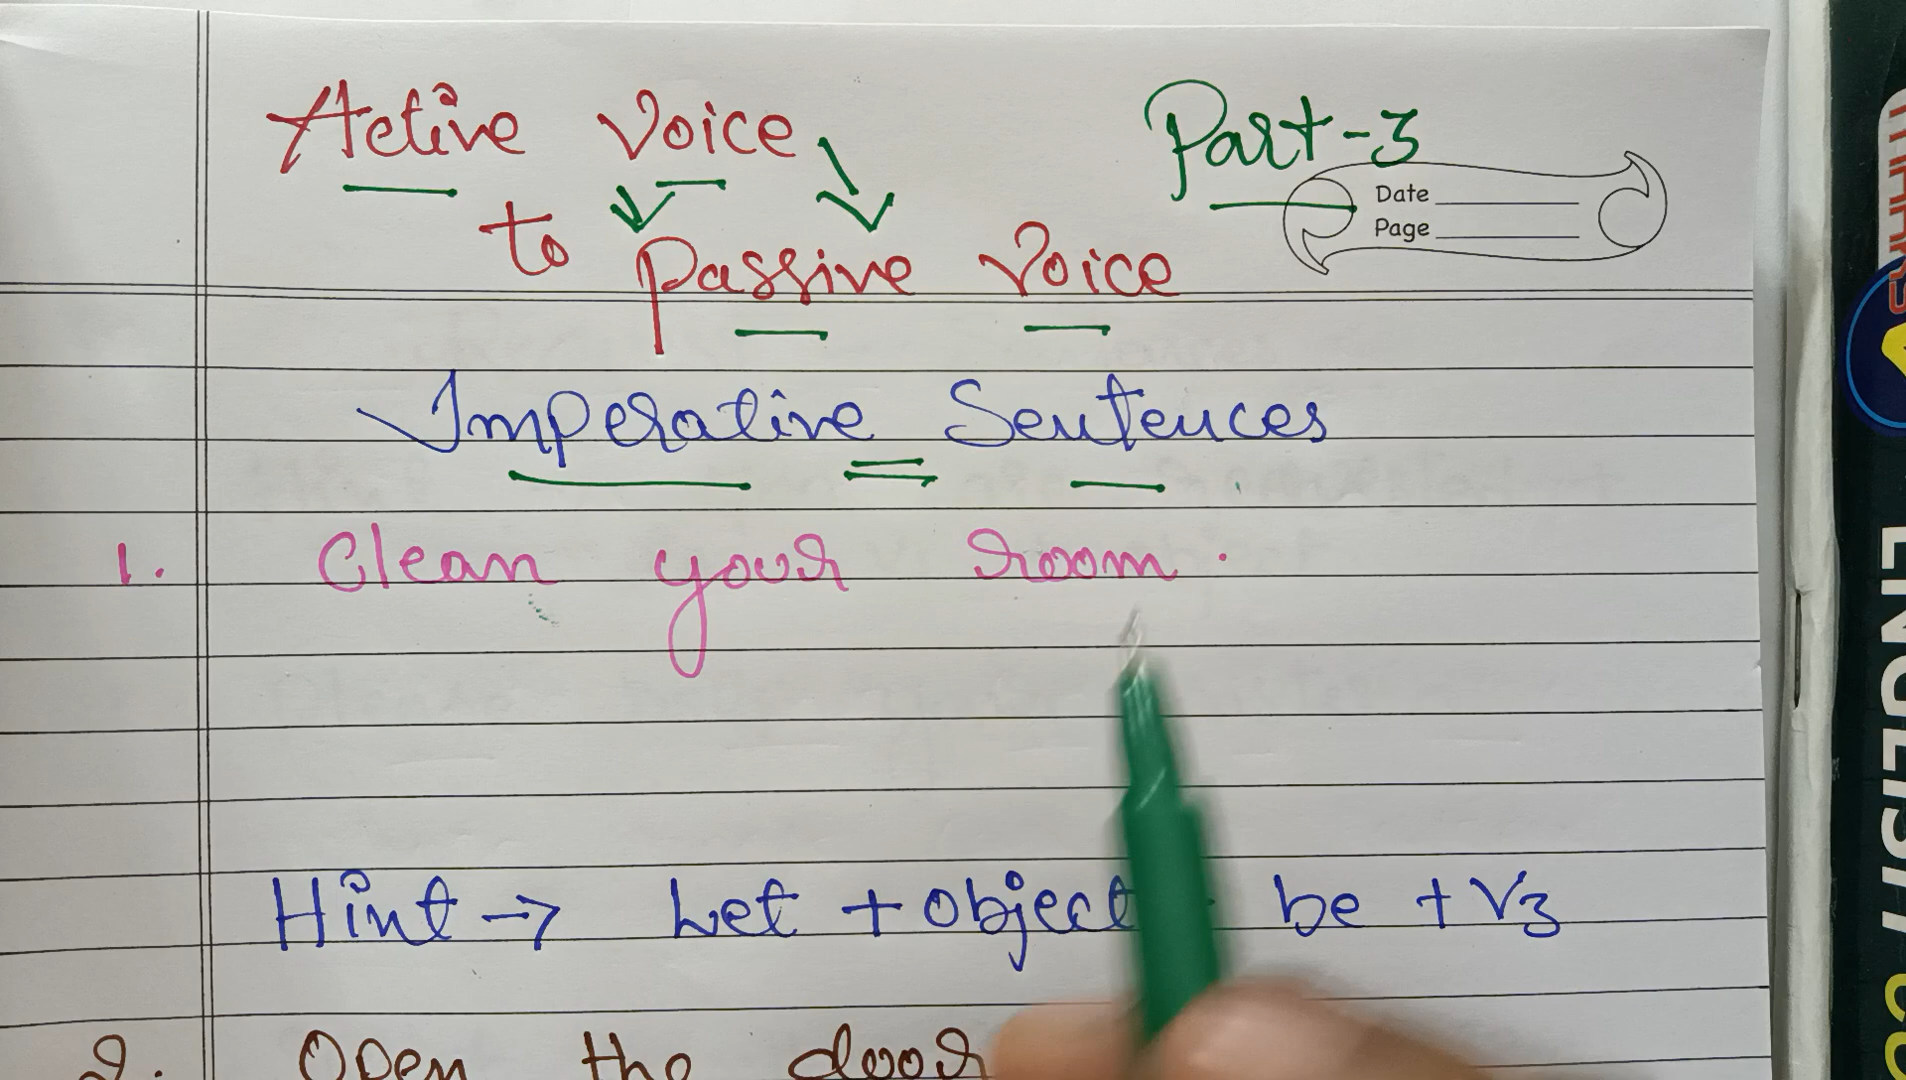 Active Voice
Part-3
to Passive Voice
Date
Page
Imperative Sentences
1. Clean your room.
Hint → Let + object be + V3
2. Open the door
ENGLISH